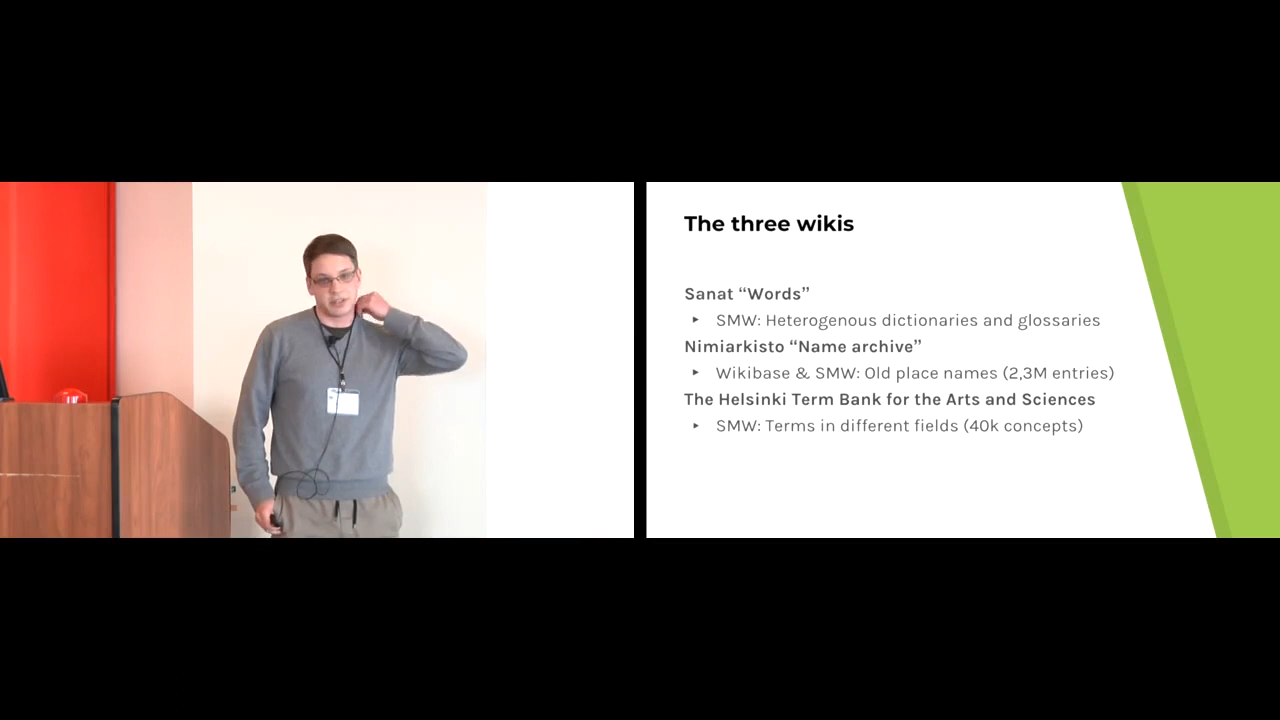 The three wikis
Sanat “Words”
‣ SMW: Heterogenous dictionaries and glossaries
Nimiarkisto “Name archive”
‣ Wikibase & SMW: Old place names (2,3M entries)
The Helsinki Term Bank for the Arts and Sciences
‣ SMW: Terms in different fields (40k concepts)